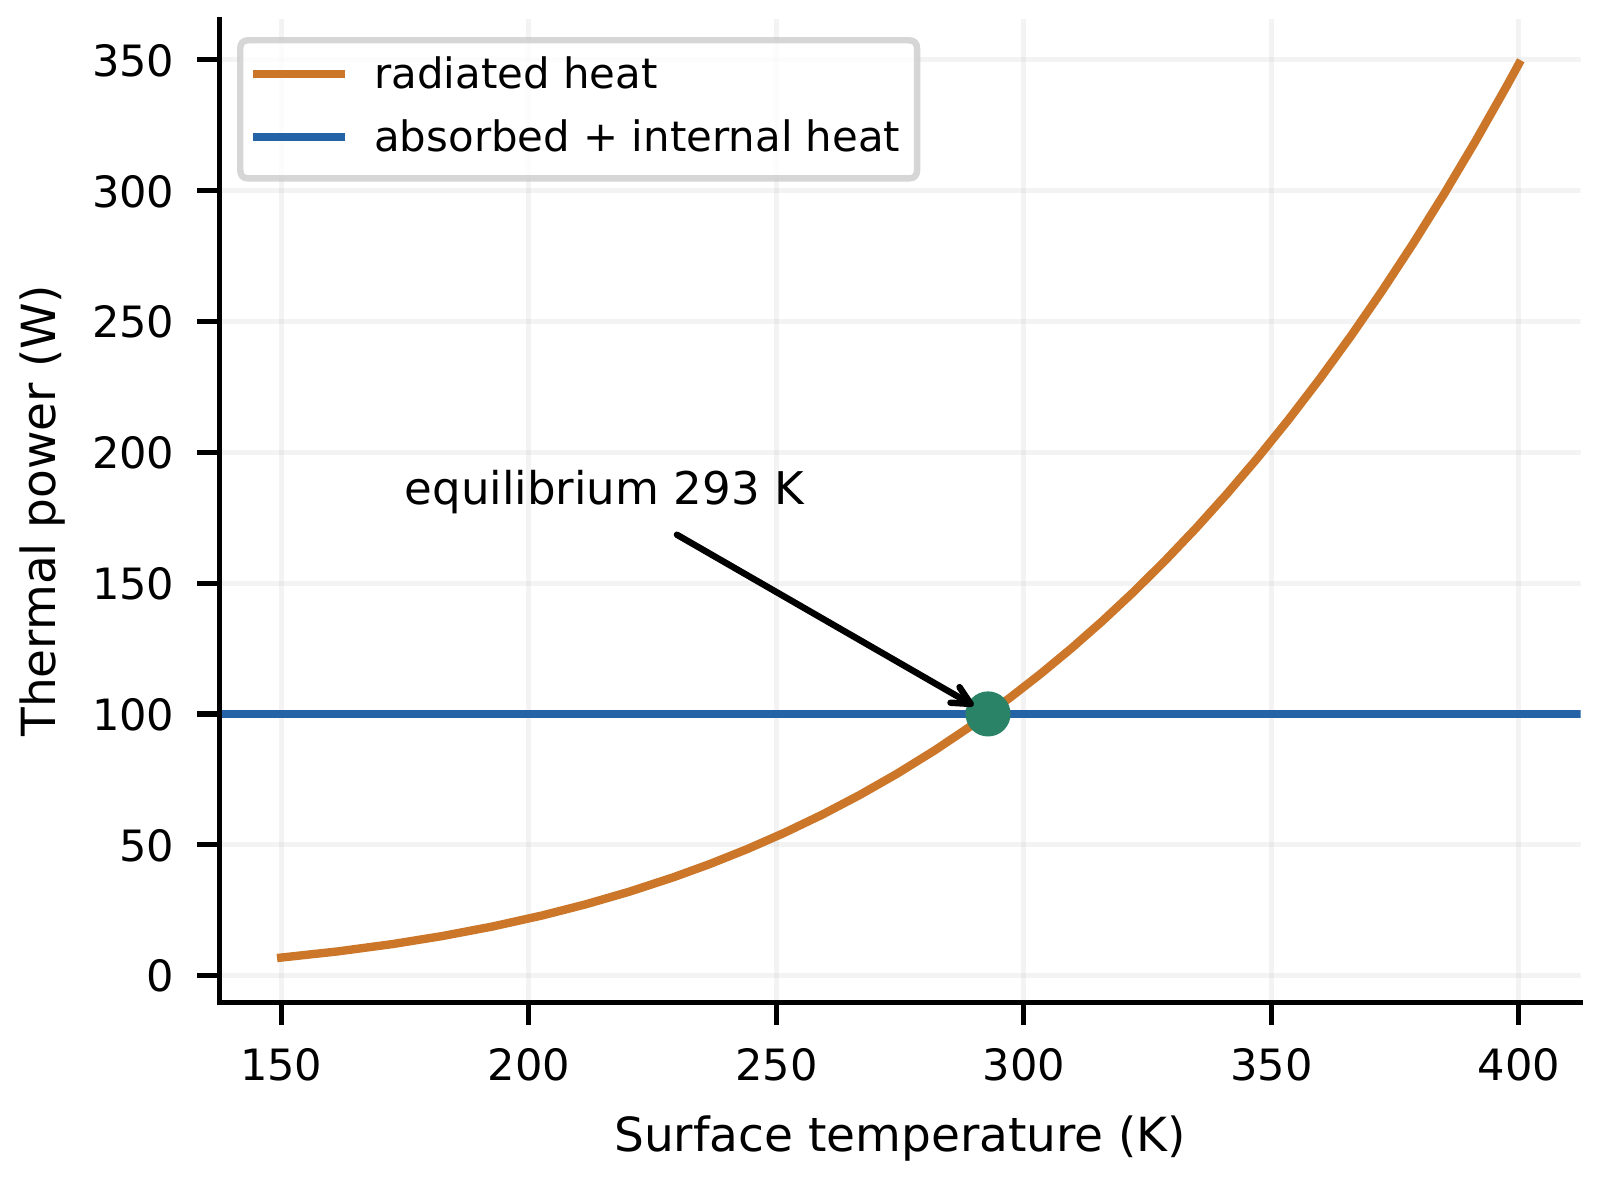 350
300
250
200
150
100
50
0
Thermal power (W)
radiated heat
absorbed + internal heat
equilibrium 293 K
150
200
250
300
350
400
Surface temperature (K)